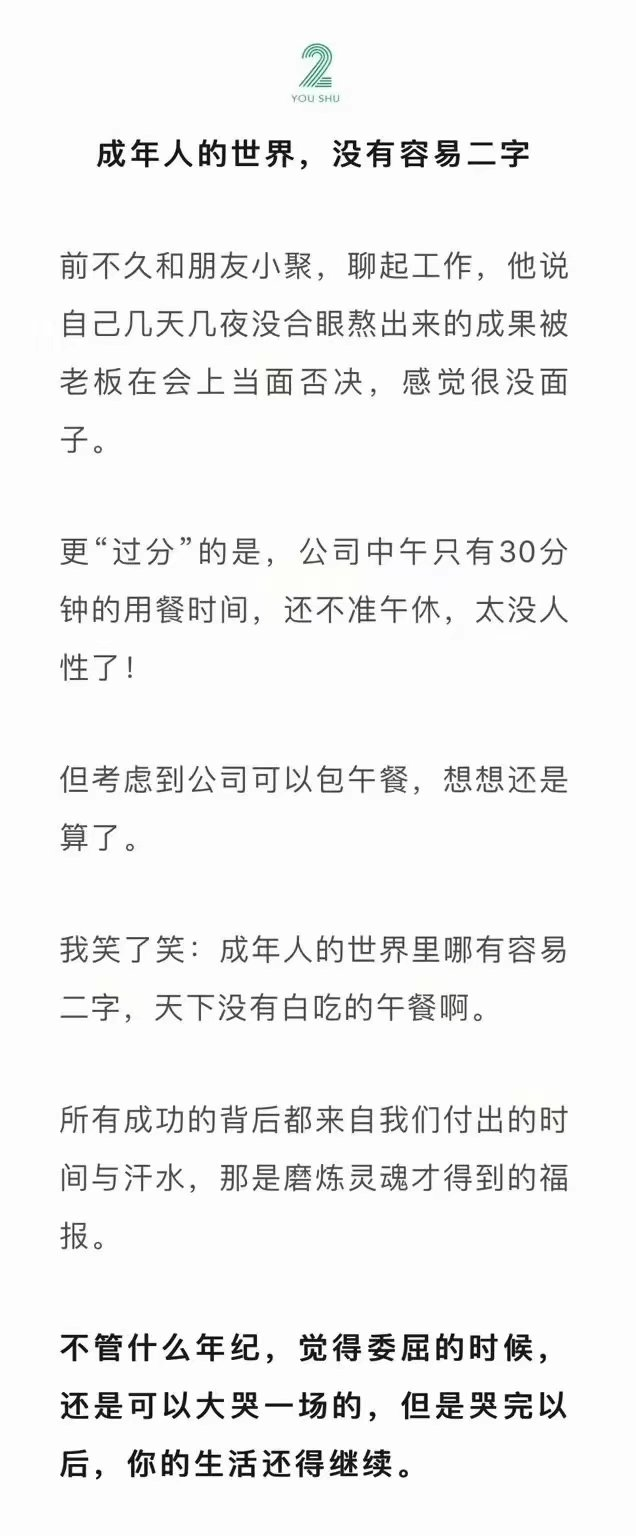 2
YOU SHU
成年人的世界，没有容易二字
前不久和朋友小聚，聊起工作，他说
自己几天几夜没合眼熬出来的成果被
老板在会上当面否决，感觉很没面
子。
更“过分”的是，公司中午只有30分
钟的用餐时间，还不准午休，太没人
性了！
但考虑到公司可以包午餐，想想还是
算了。
我笑了笑：成年人的世界里哪有容易
二字，天下没有白吃的午餐啊。
所有成功的背后都来自我们付出的时
间与汗水，那是磨炼灵魂才得到的福
报。
不管什么年纪，觉得委屈的时候，
还是可以大哭一场的，但是哭完以
后，你的生活还得继续。